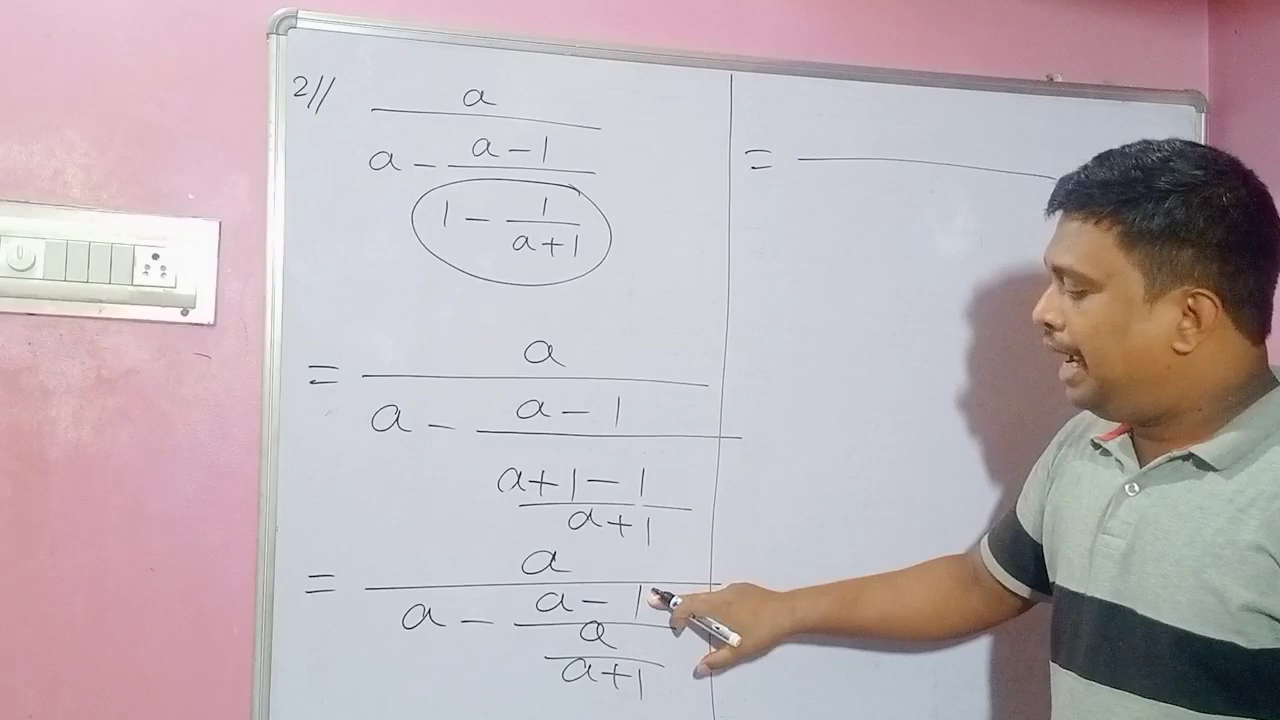 2//
a
a - a-1
1 - 1
a+1
= a
a - a-1
a+1-1
a+1
= a
a - a-1
a
a+1
=